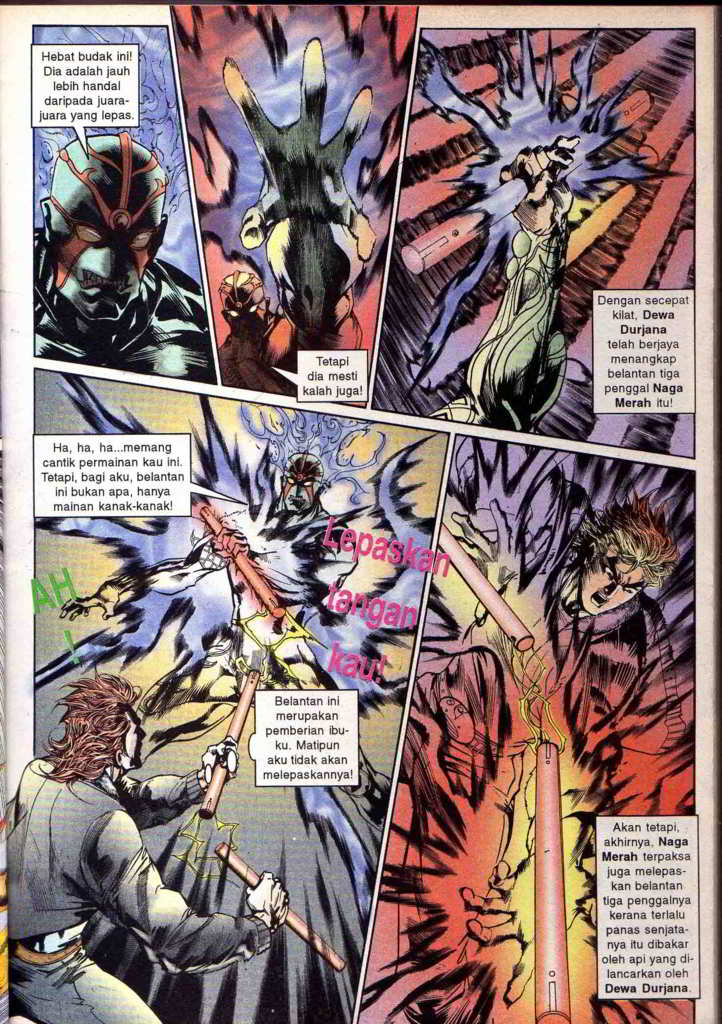 Hebat budak ini!
Dia adalah jauh
lebih handal
daripada juara-
juara yang lepas.
Tetapi
dia mesti
kalah juga!
Dengan secepat
kilat, Dewa
Durjana
telah berjaya
menangkap
belantan tiga
penggal Naga
Merah itu!
Ha, ha, ha...memang
cantik permainan kau ini.
Tetapi, bagi aku, belantan
ini bukan apa, hanya
mainan kanak-kanak!
Lepaskan
tangan
kau!
AH
!
Belantan ini
merupakan
pemberian ibu-
ku. Matipun
aku tidak akan
melepaskannya!
Akan tetapi,
akhirnya, Naga
Merah terpaksa
juga melepas-
kan belantan
tiga penggalnya
kerana terlalu
panas senjata-
nya itu dibakar
oleh api yang di-
lancarkan oleh
Dewa Durjana.